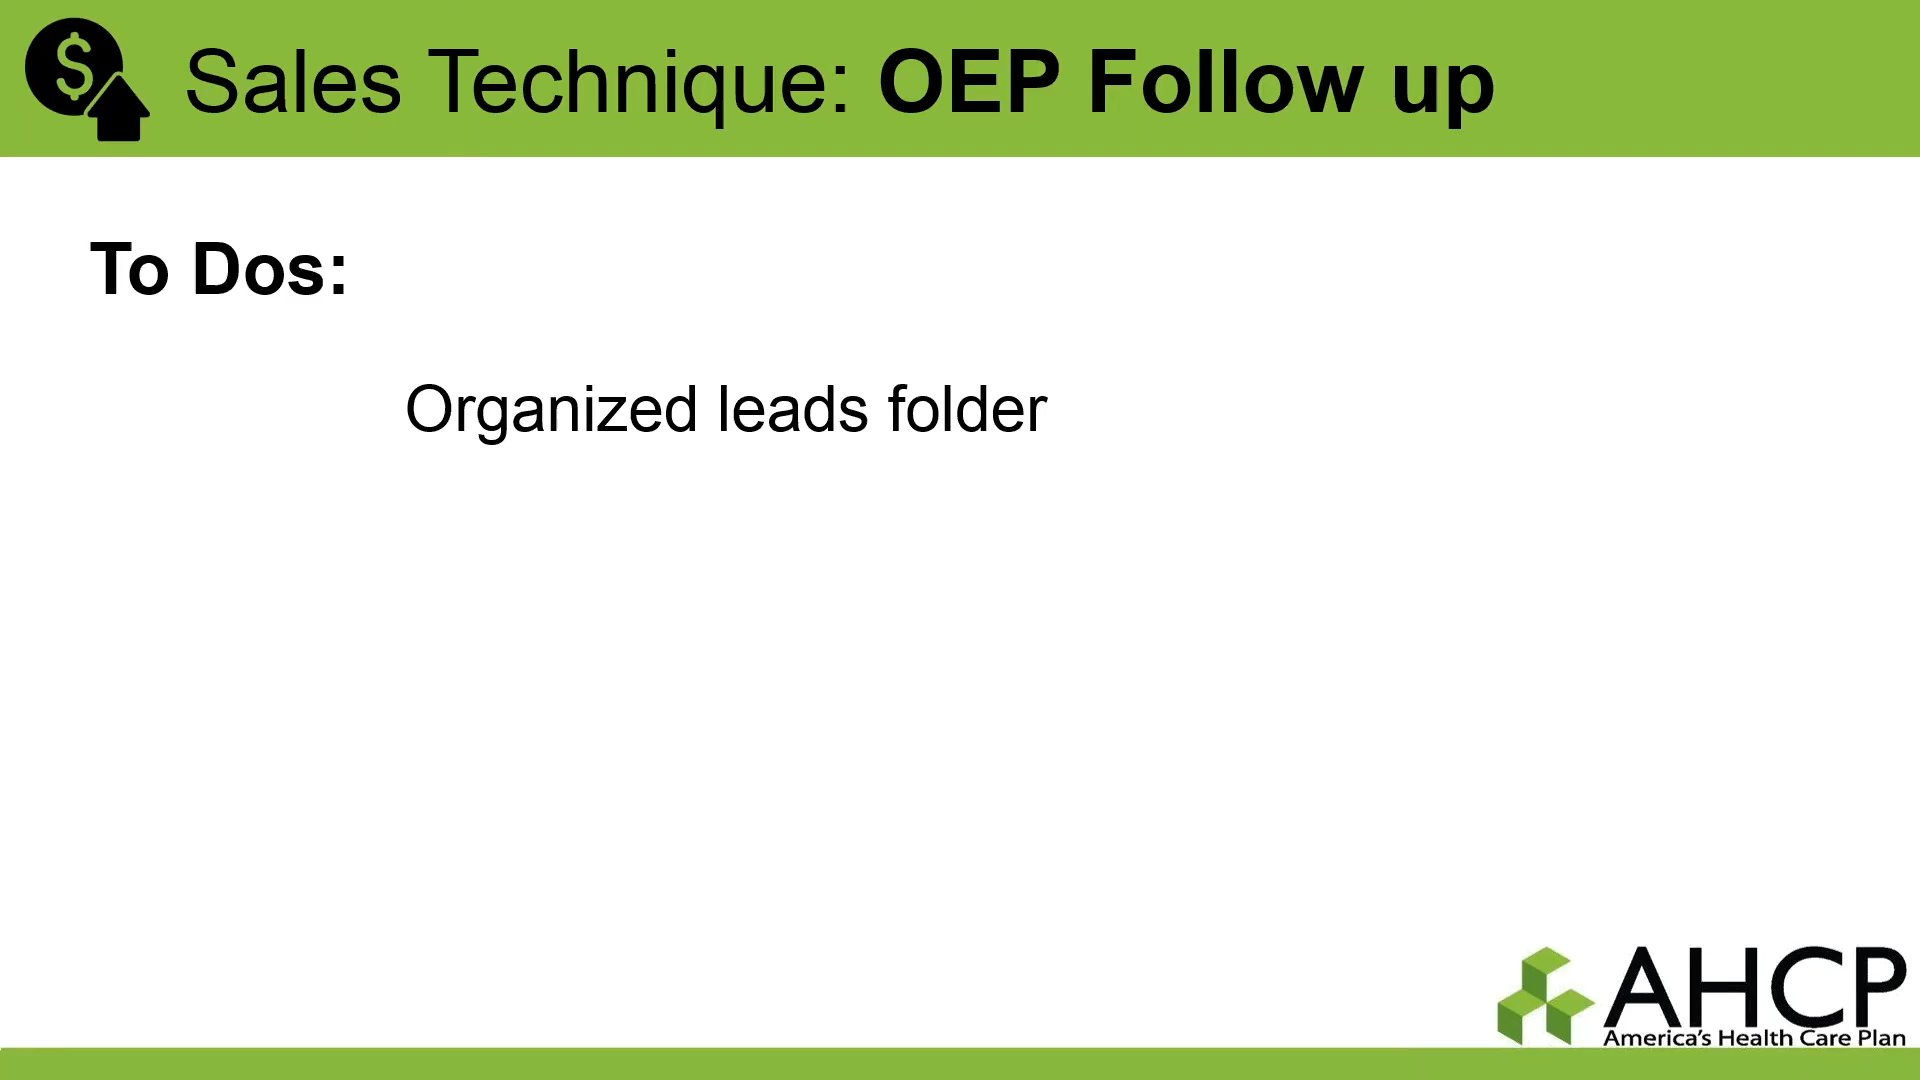 $
Sales Technique: OEP Follow up
To Dos:
Organized leads folder
AHCP
America's Health Care Plan